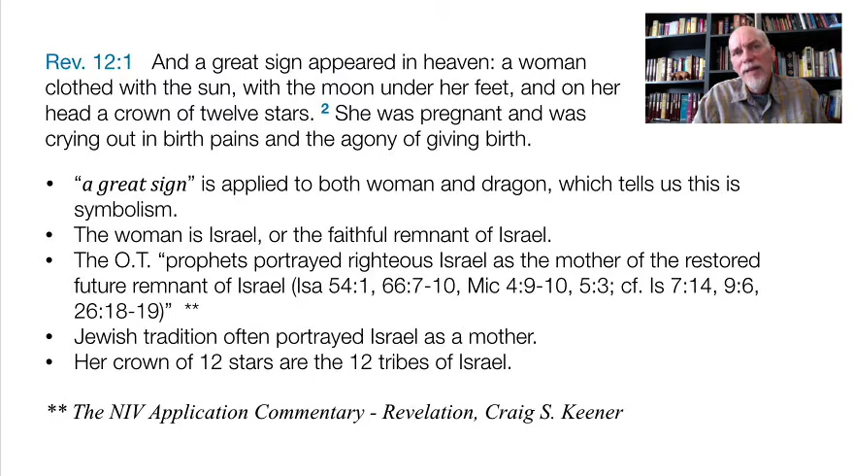 Rev. 12:1 And a great sign appeared in heaven: a woman
clothed with the sun, with the moon under her feet, and on her
head a crown of twelve stars. 2 She was pregnant and was
crying out in birth pains and the agony of giving birth.
• “a great sign” is applied to both woman and dragon, which tells us this is
symbolism.
• The woman is Israel, or the faithful remnant of Israel.
• The O.T. “prophets portrayed righteous Israel as the mother of the restored
future remnant of Israel (Isa 54:1, 66:7-10, Mic 4:9-10, 5:3; cf. Is 7:14, 9:6,
26:18-19)” **
• Jewish tradition often portrayed Israel as a mother.
• Her crown of 12 stars are the 12 tribes of Israel.
** The NIV Application Commentary - Revelation, Craig S. Keener